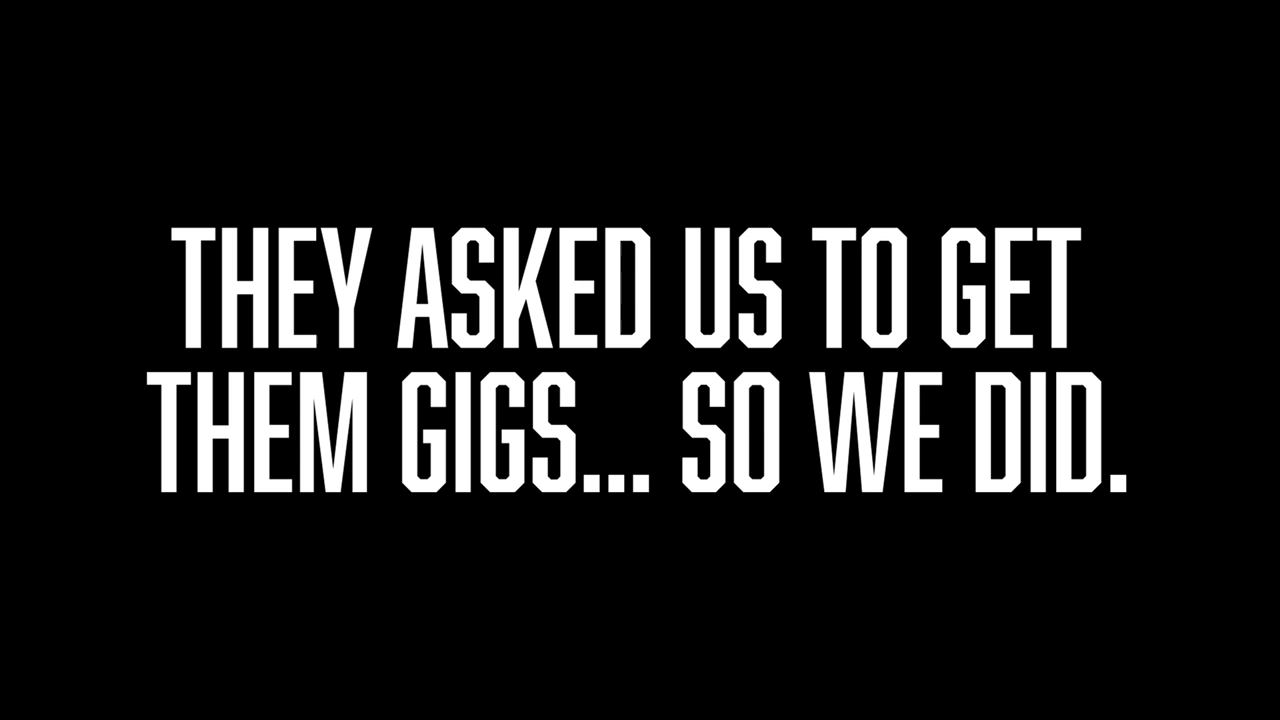 THEY ASKED US TO GET
THEM GIGS... SO WE DID.